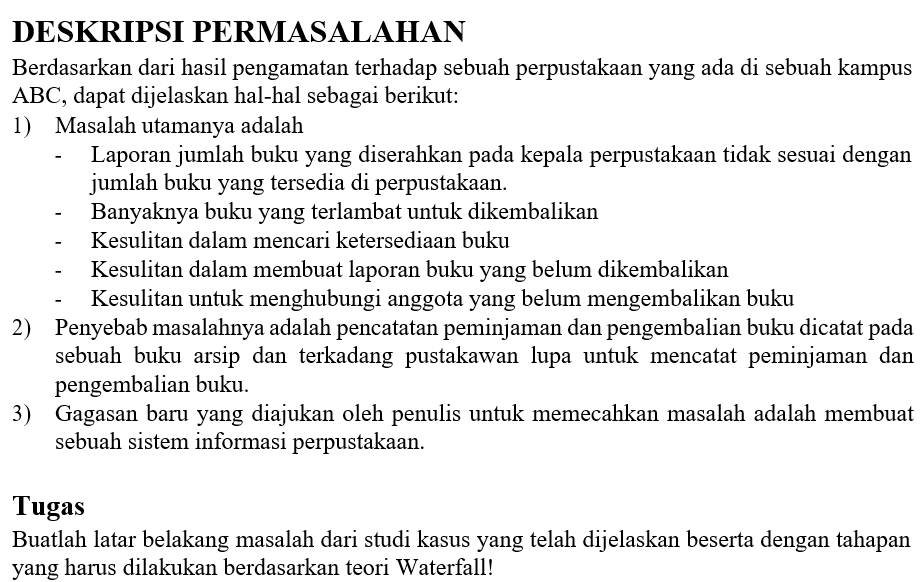 DESKRIPSI PERMASALAHAN
Berdasarkan dari hasil pengamatan terhadap sebuah perpustakaan yang ada di sebuah kampus
ABC, dapat dijelaskan hal-hal sebagai berikut:
1) Masalah utamanya adalah
- Laporan jumlah buku yang diserahkan pada kepala perpustakaan tidak sesuai dengan
jumlah buku yang tersedia di perpustakaan.
- Banyaknya buku yang terlambat untuk dikembalikan
- Kesulitan dalam mencari ketersediaan buku
- Kesulitan dalam membuat laporan buku yang belum dikembalikan
- Kesulitan untuk menghubungi anggota yang belum mengembalikan buku
2) Penyebab masalahnya adalah pencatatan peminjaman dan pengembalian buku dicatat pada
sebuah buku arsip dan terkadang pustakawan lupa untuk mencatat peminjaman dan
pengembalian buku.
3) Gagasan baru yang diajukan oleh penulis untuk memecahkan masalah adalah membuat
sebuah sistem informasi perpustakaan.
Tugas
Buatlah latar belakang masalah dari studi kasus yang telah dijelaskan beserta dengan tahapan
yang harus dilakukan berdasarkan teori Waterfall!